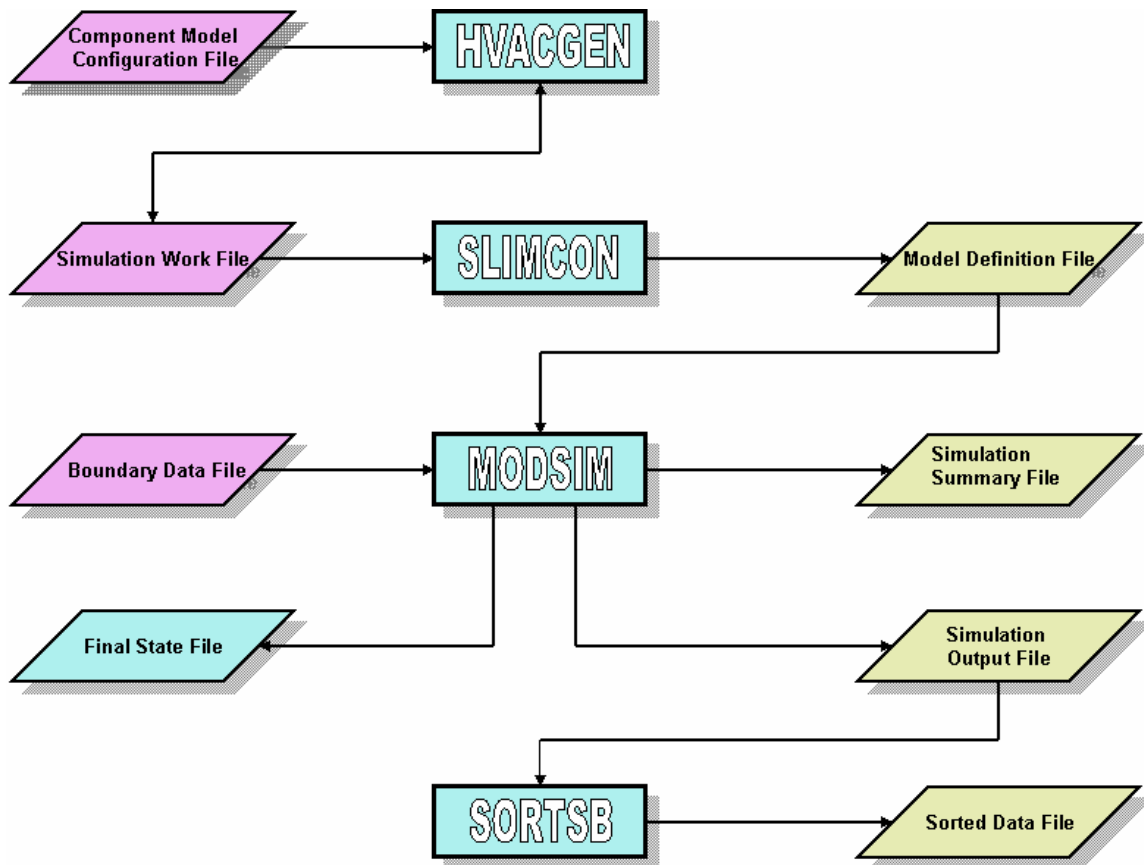 Component Model
Configuration File
HVACGEN
Simulation Work File
SLIMCON
Model Definition File
Boundary Data File
MODSIM
Simulation
Summary File
Final State File
Simulation
Output File
SORTSB
Sorted Data File